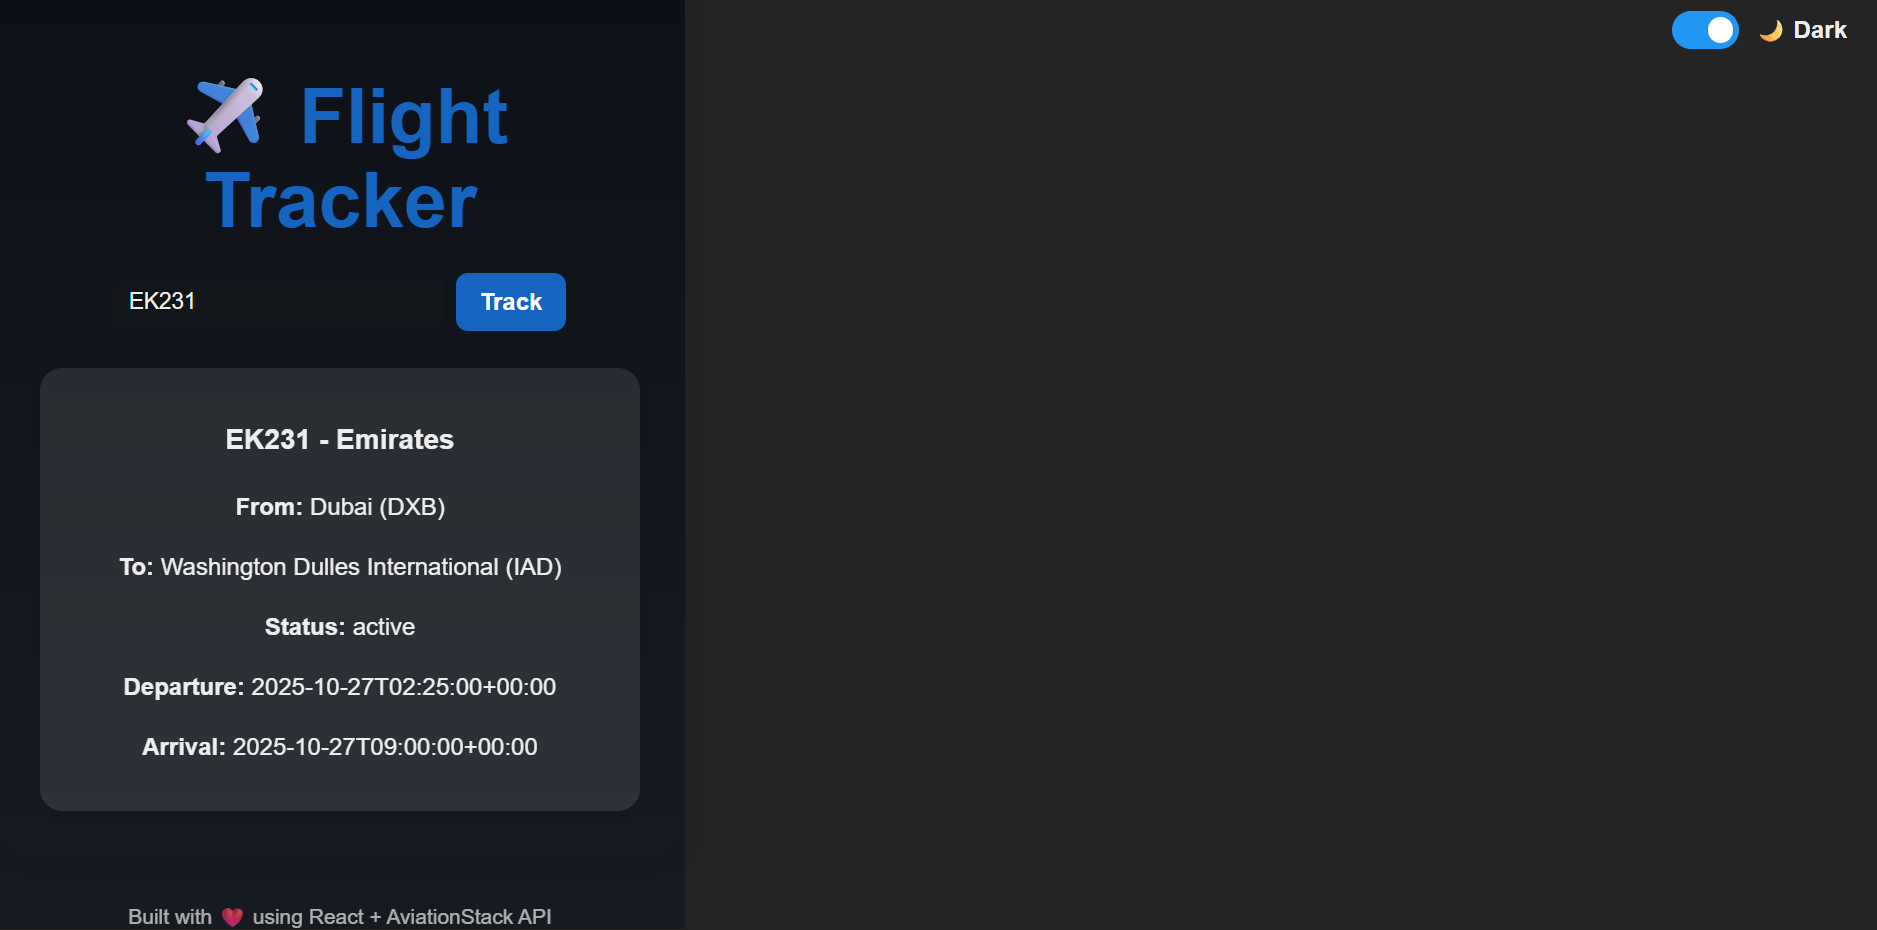 Flight
Tracker
EK231
Track
EK231 - Emirates
From: Dubai (DXB)
To: Washington Dulles International (IAD)
Status: active
Departure: 2025-10-27T02:25:00+00:00
Arrival: 2025-10-27T09:00:00+00:00
Built with ❤️ using React + AviationStack API
🌙 Dark